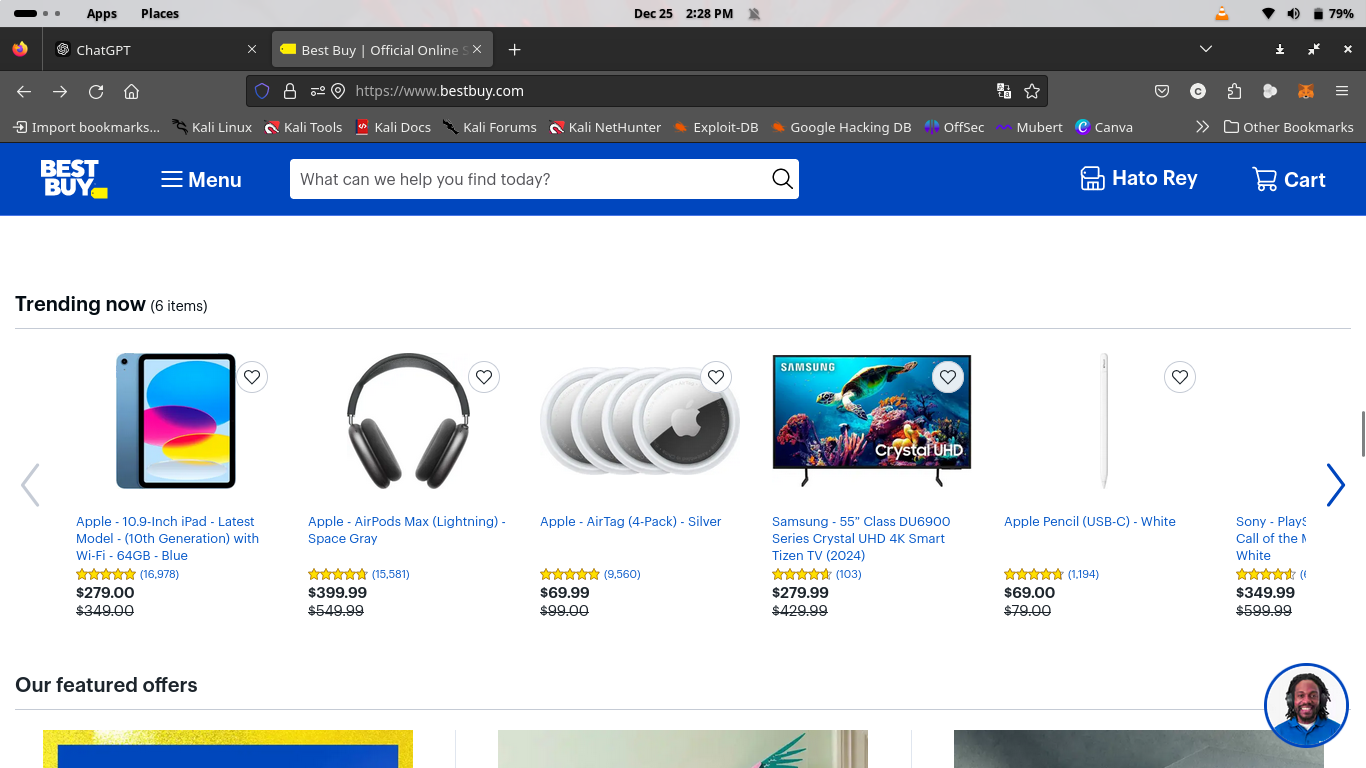 Apps Places Dec 25 2:28 PM 79%
ChatGPT Best Buy | Official Online S
https://www.bestbuy.com
Import bookmarks... Kali Linux Kali Tools Kali Docs Kali Forums Kali NetHunter Exploit-DB Google Hacking DB OffSec Mubert Canva Other Bookmarks
BEST
BUY
Menu
What can we help you find today?
Hato Rey
Cart
Trending now (6 items)
SAMSUNG
Crystal UHD
Apple - 10.9-Inch iPad - Latest
Model - (10th Generation) with
Wi-Fi - 64GB - Blue
(16,978)
$279.00
$349.00
Apple - AirPods Max (Lightning) -
Space Gray
(15,581)
$399.99
$549.99
Apple - AirTag (4-Pack) - Silver
(9,560)
$69.99
$99.00
Samsung - 55” Class DU6900
Series Crystal UHD 4K Smart
Tizen TV (2024)
(103)
$279.99
$429.99
Apple Pencil (USB-C) - White
(1,194)
$69.00
$79.00
Sony - Play
Call of the
White
$349.99
$599.99
Our featured offers